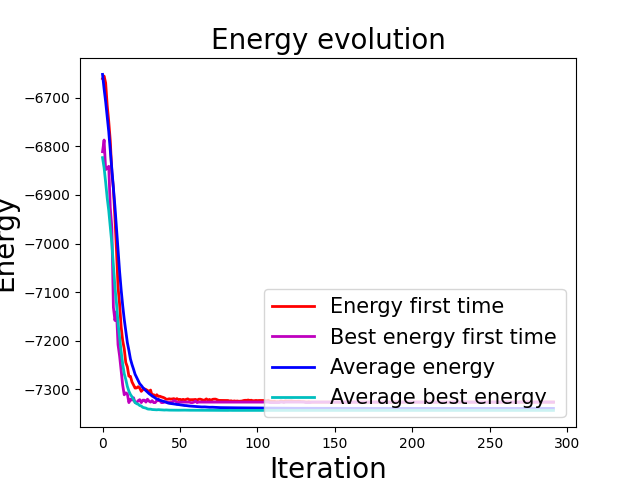 Energy evolution
Energy
−6700
−6800
−6900
−7000
−7100
−7200
−7300
Energy first time
Best energy first time
Average energy
Average best energy
0
50
100
150
200
250
300
Iteration